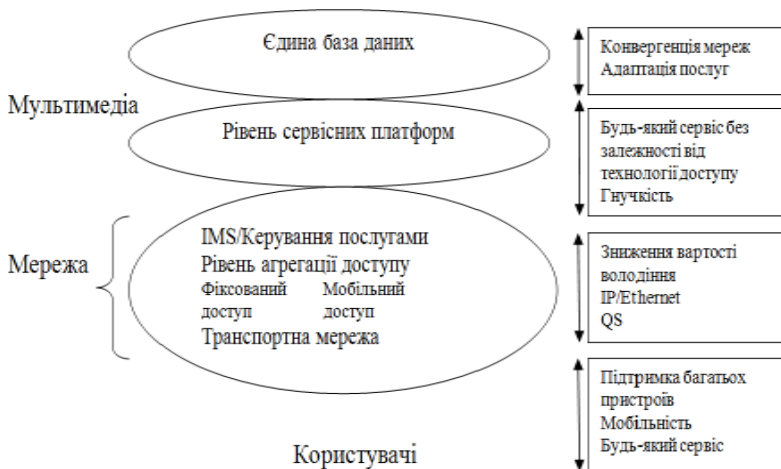 Єдина база даних
Мультимедіа
Рівень сервісних платформ
Мережа
IMS/Керування послугами
Рівень агрегації доступу
Фіксований Мобільний
доступ доступ
Транспортна мережа
Користувачі
Конвергенція мереж
Адаптація послуг
Будь-який сервіс без
залежності від
технології доступу
Гнучкість
Зниження вартості
володіння
IP/Ethernet
QS
Підтримка багатьох
пристроїв
Мобільність
Будь-який сервіс